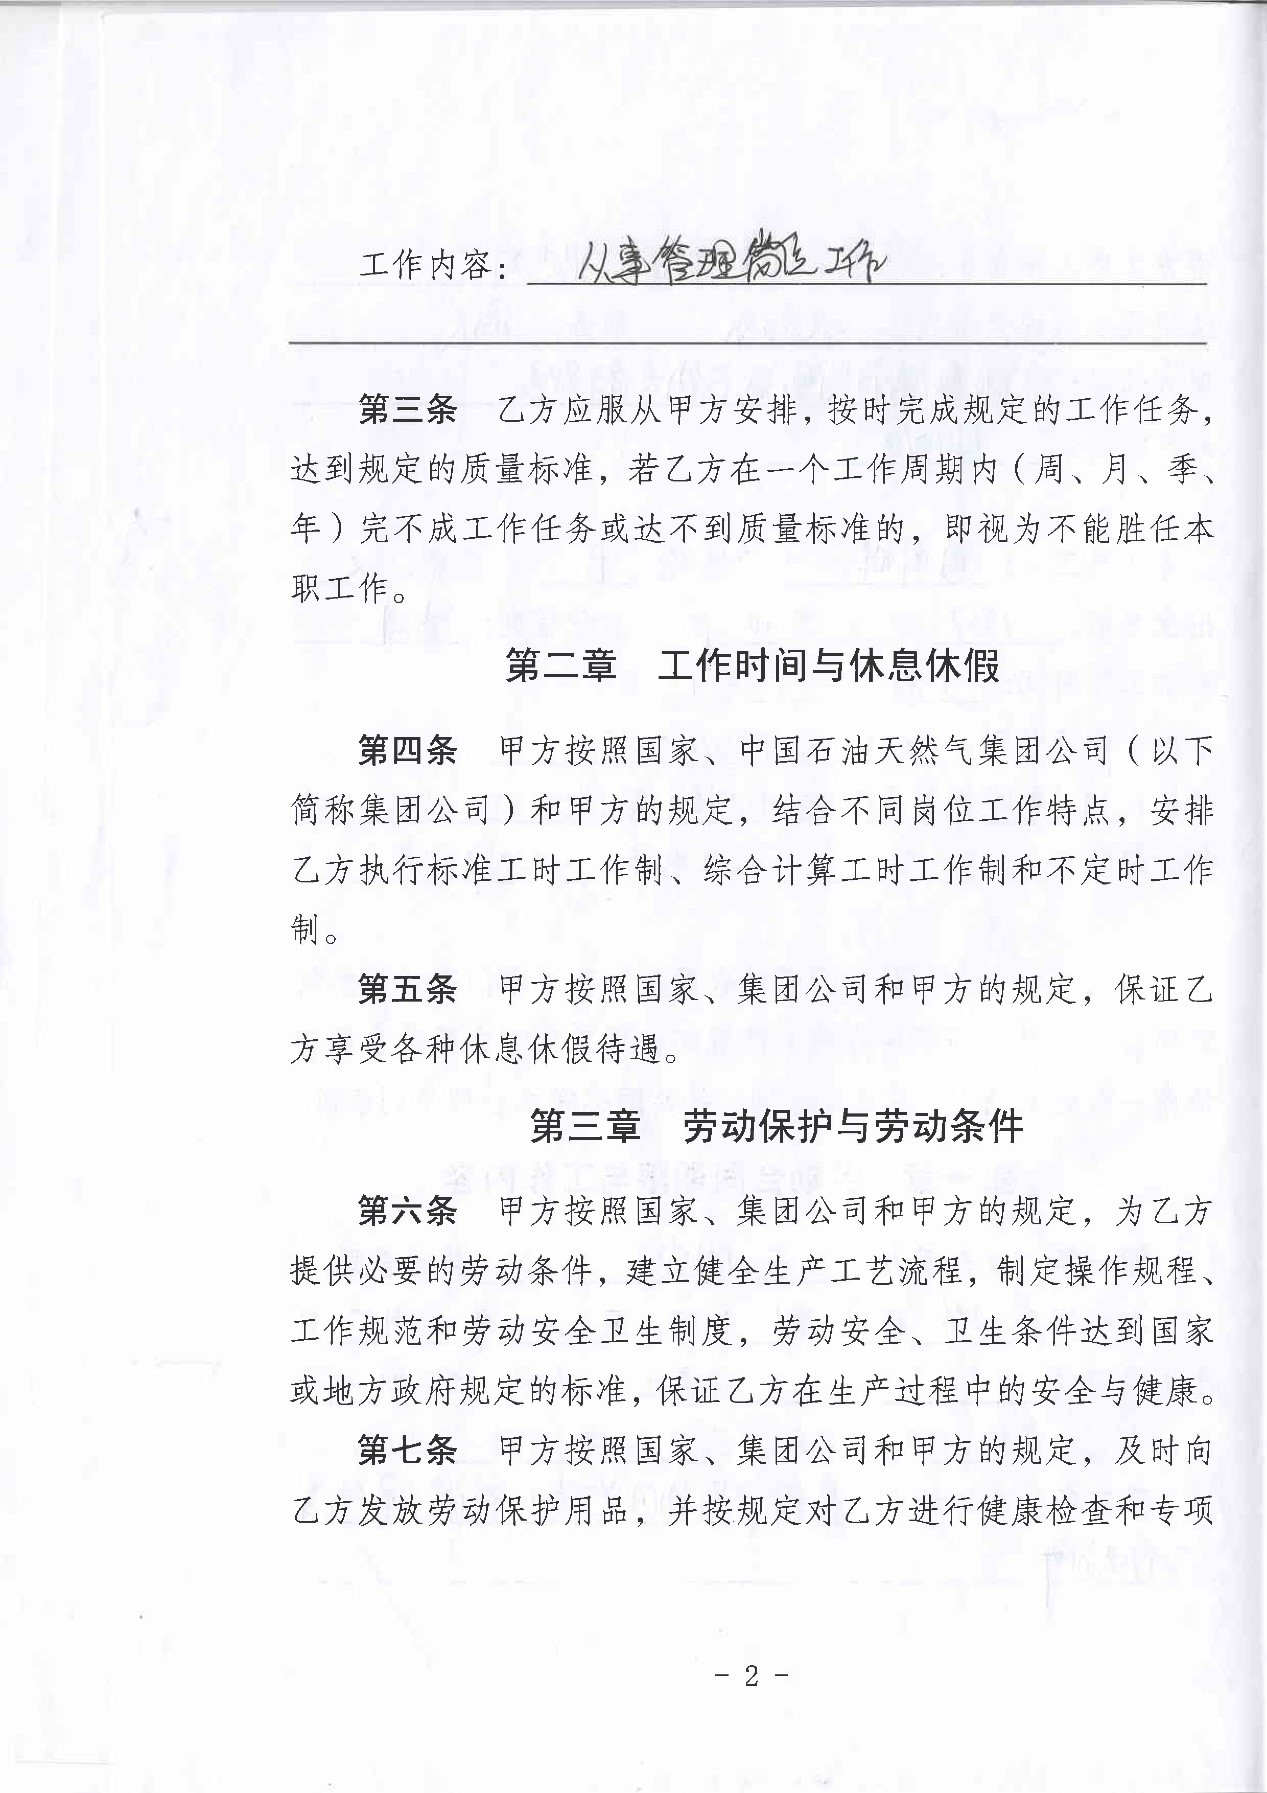 工作内容：从事管理岗位工作
第三条　乙方应服从甲方安排，按时完成规定的工作任务，
达到规定的质量标准，若乙方在一个工作周期内（周、月、季、
年）完不成工作任务或达不到质量标准的，即视为不能胜任本
职工作。
第二章　工作时间与休息休假
第四条　甲方按照国家、中国石油天然气集团公司（以下
简称集团公司）和甲方的规定，结合不同岗位工作特点，安排
乙方执行标准工时工作制、综合计算工时工作制和不定时工作
制。
第五条　甲方按照国家、集团公司和甲方的规定，保证乙
方享受各种休息休假待遇。
第三章　劳动保护与劳动条件
第六条　甲方按照国家、集团公司和甲方的规定，为乙方
提供必要的劳动条件，建立健全生产工艺流程，制定操作规程、
工作规范和劳动安全卫生制度，劳动安全、卫生条件达到国家
或地方政府规定的标准，保证乙方在生产过程中的安全与健康。
第七条　甲方按照国家、集团公司和甲方的规定，及时向
乙方发放劳动保护用品，并按规定对乙方进行健康检查和专项
- 2 -